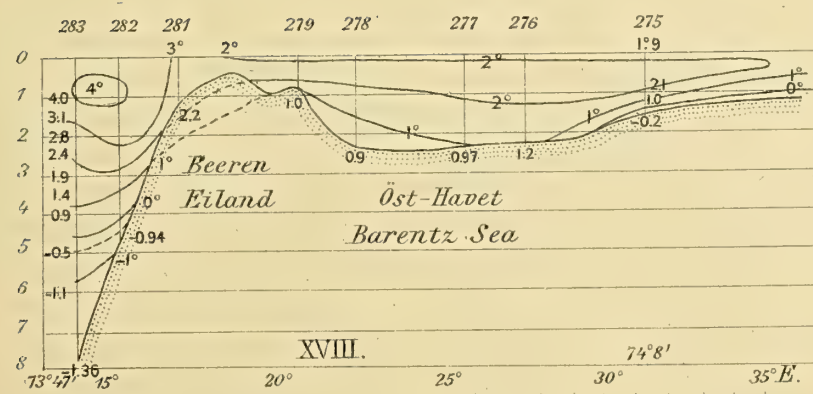 283 282 281 279 278 277 276 275
3° 2° 1°.9
0
2°
4° 1°
1 4.0 2.1 0°
1.0 2° 1.0
3.1 2.2 1° -0.2
2 2.8 1°
2.4 1° Beeren 0.9 0.97 1.2
3 1.9
1.4 0° Eiland Öst-Havet
4 0.9
-0.94 Barentz Sea
5 -0.5 -1°
6 -1.1
7
XVIII. 74°8'
8 -1.36
73°47' 15° 20° 25° 30° 35° E.